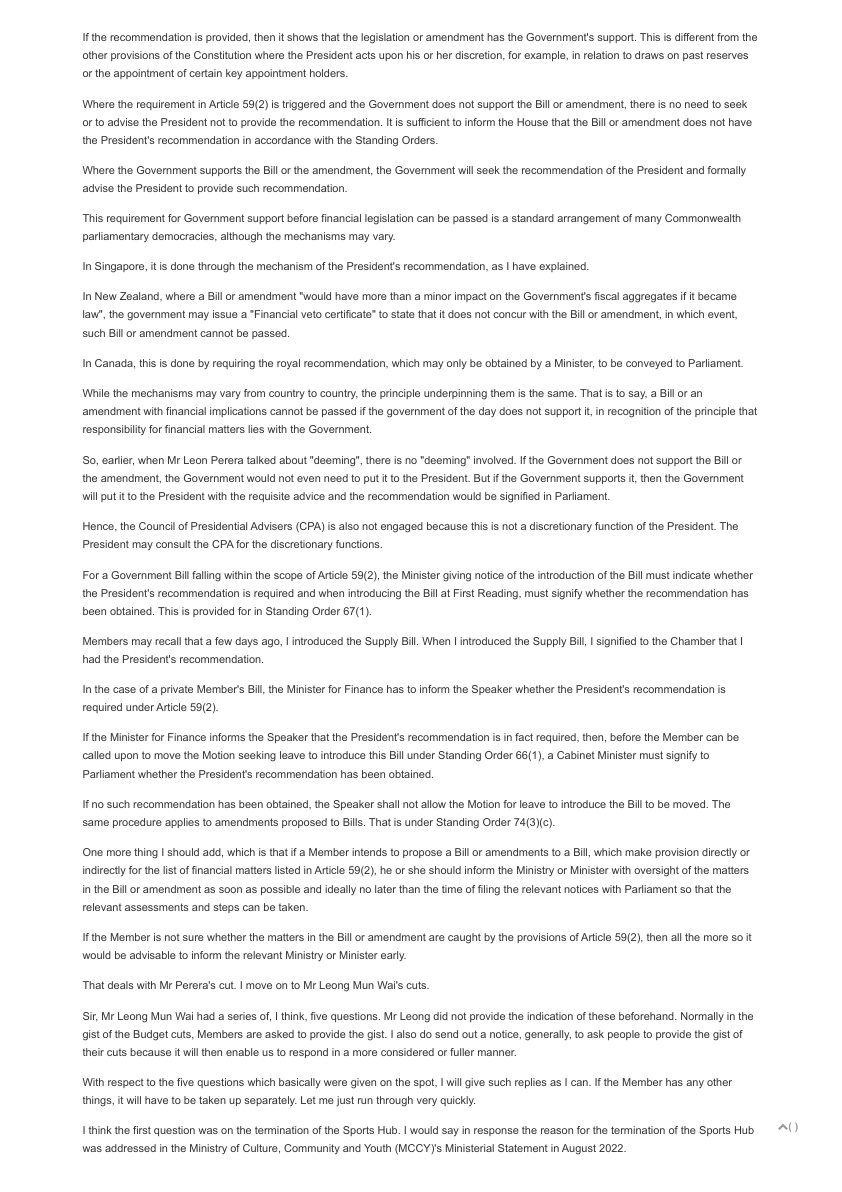 If the recommendation is provided, then it shows that the legislation or amendment has the Government's support. This is different from the
other provisions of the Constitution where the President acts upon his or her discretion, for example, in relation to draws on past reserves
or the appointment of certain key appointment holders.
Where the requirement in Article 59(2) is triggered and the Government does not support the Bill or amendment, there is no need to seek
or to advise the President not to provide the recommendation. It is sufficient to inform the House that the Bill or amendment does not have
the President's recommendation in accordance with the Standing Orders.
Where the Government supports the Bill or the amendment, the Government will seek the recommendation of the President and formally
advise the President to provide such recommendation.
This requirement for Government support before financial legislation can be passed is a standard arrangement of many Commonwealth
parliamentary democracies, although the mechanisms may vary.
In Singapore, it is done through the mechanism of the President's recommendation, as I have explained.
In New Zealand, where a Bill or amendment "would have more than a minor impact on the Government's fiscal aggregates if it became
law", the government may issue a "Financial veto certificate" to state that it does not concur with the Bill or amendment, in which event,
such Bill or amendment cannot be passed.
In Canada, this is done by requiring the royal recommendation, which may only be obtained by a Minister, to be conveyed to Parliament.
While the mechanisms may vary from country to country, the principle underpinning them is the same. That is to say, a Bill or an
amendment with financial implications cannot be passed if the government of the day does not support it, in recognition of the principle that
responsibility for financial matters lies with the Government.
So, earlier, when Mr Leon Perera talked about "deeming", there is no "deeming" involved. If the Government does not support the Bill or
the amendment, the Government would not even need to put it to the President. But if the Government supports it, then the Government
will put it to the President with the requisite advice and the recommendation would be signified in Parliament.
Hence, the Council of Presidential Advisers (CPA) is also not engaged because this is not a discretionary function of the President. The
President may consult the CPA for the discretionary functions.
For a Government Bill falling within the scope of Article 59(2), the Minister giving notice of the introduction of the Bill must indicate whether
the President's recommendation is required and when introducing the Bill at First Reading, must signify whether the recommendation has
been obtained. This is provided for in Standing Order 67(1).
Members may recall that a few days ago, I introduced the Supply Bill. When I introduced the Supply Bill, I signified to the Chamber that I
had the President's recommendation.
In the case of a private Member's Bill, the Minister for Finance has to inform the Speaker whether the President's recommendation is
required under Article 59(2).
If the Minister for Finance informs the Speaker that the President's recommendation is in fact required, then, before the Member can be
called upon to move the Motion seeking leave to introduce this Bill under Standing Order 66(1), a Cabinet Minister must signify to
Parliament whether the President's recommendation has been obtained.
If no such recommendation has been obtained, the Speaker shall not allow the Motion for leave to introduce the Bill to be moved. The
same procedure applies to amendments proposed to Bills. That is under Standing Order 74(3)(c).
One more thing I should add, which is that if a Member intends to propose a Bill or amendments to a Bill, which make provision directly or
indirectly for the list of financial matters listed in Article 59(2), he or she should inform the Ministry or Minister with oversight of the matters
in the Bill or amendment as soon as possible and ideally no later than the time of filing the relevant notices with Parliament so that the
relevant assessments and steps can be taken.
If the Member is not sure whether the matters in the Bill or amendment are caught by the provisions of Article 59(2), then all the more so it
would be advisable to inform the relevant Ministry or Minister early.
That deals with Mr Perera's cut. I move on to Mr Leong Mun Wai's cuts.
Sir, Mr Leong Mun Wai had a series of, I think, five questions. Mr Leong did not provide the indication of these beforehand. Normally in the
gist of the Budget cuts, Members are asked to provide the gist. I also do send out a notice, generally, to ask people to provide the gist of
their cuts because it will then enable us to respond in a more considered or fuller manner.
With respect to the five questions which basically were given on the spot, I will give such replies as I can. If the Member has any other
things, it will have to be taken up separately. Let me just run through very quickly.
I think the first question was on the termination of the Sports Hub. I would say in response the reason for the termination of the Sports Hub
was addressed in the Ministry of Culture, Community and Youth (MCCY)'s Ministerial Statement in August 2022.
( )